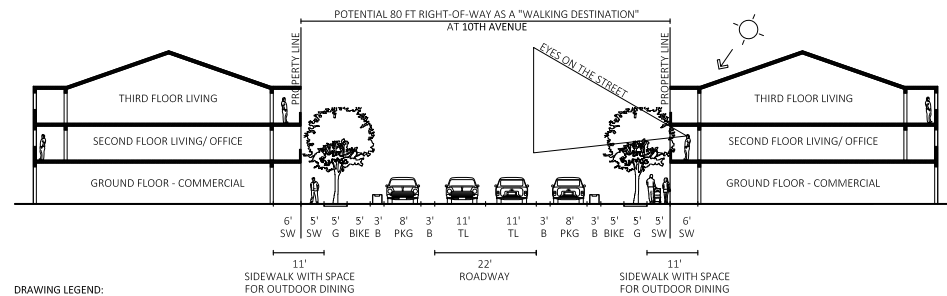 POTENTIAL 80 FT RIGHT-OF-WAY AS A "WALKING DESTINATION"
AT 10TH AVENUE
PROPERTY LINE
EYES ON THE STREET
PROPERTY LINE
THIRD FLOOR LIVING
THIRD FLOOR LIVING
SECOND FLOOR LIVING/ OFFICE
SECOND FLOOR LIVING/ OFFICE
GROUND FLOOR - COMMERCIAL
GROUND FLOOR - COMMERCIAL
6' 5' 5' 5' 3' 8' 3' 11' 11' 3' 8' 3' 5' 5' 5' 6'
SW SW G BIKE B PKG B TL TL B PKG B BIKE G SW SW
11' 22' 11'
SIDEWALK WITH SPACE ROADWAY SIDEWALK WITH SPACE
FOR OUTDOOR DINING FOR OUTDOOR DINING
DRAWING LEGEND: